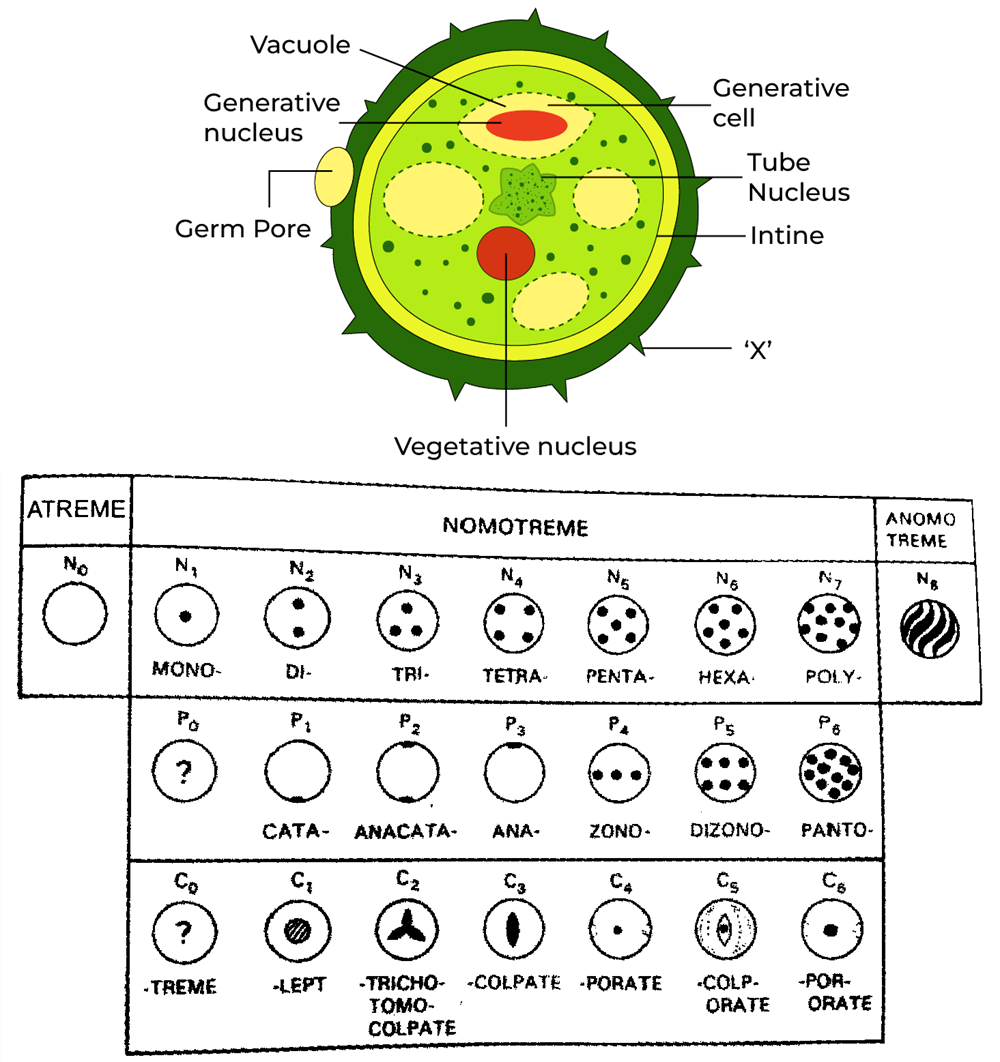 Vacuole
Generative
nucleus
Generative
cell
Tube
Nucleus
Germ Pore
Intine
‘X’
Vegetative nucleus
ATREME
NOMOTREME
ANOMO
TREME
N0 N1 N2 N3 N4 N5 N6 N7 N8
MONO- DI- TRI- TETRA- PENTA- HEXA- POLY-
P0 P1 P2 P3 P4 P5 P6
?
CATA- ANACATA- ANA- ZONO- DIZONO- PANTO-
C0 C1 C2 C3 C4 C5 C6
?
-TREME -LEPT -TRICHO- -COLPATE -PORATE -COLP- -POR-
TOMO- ORATE ORATE
COLPATE